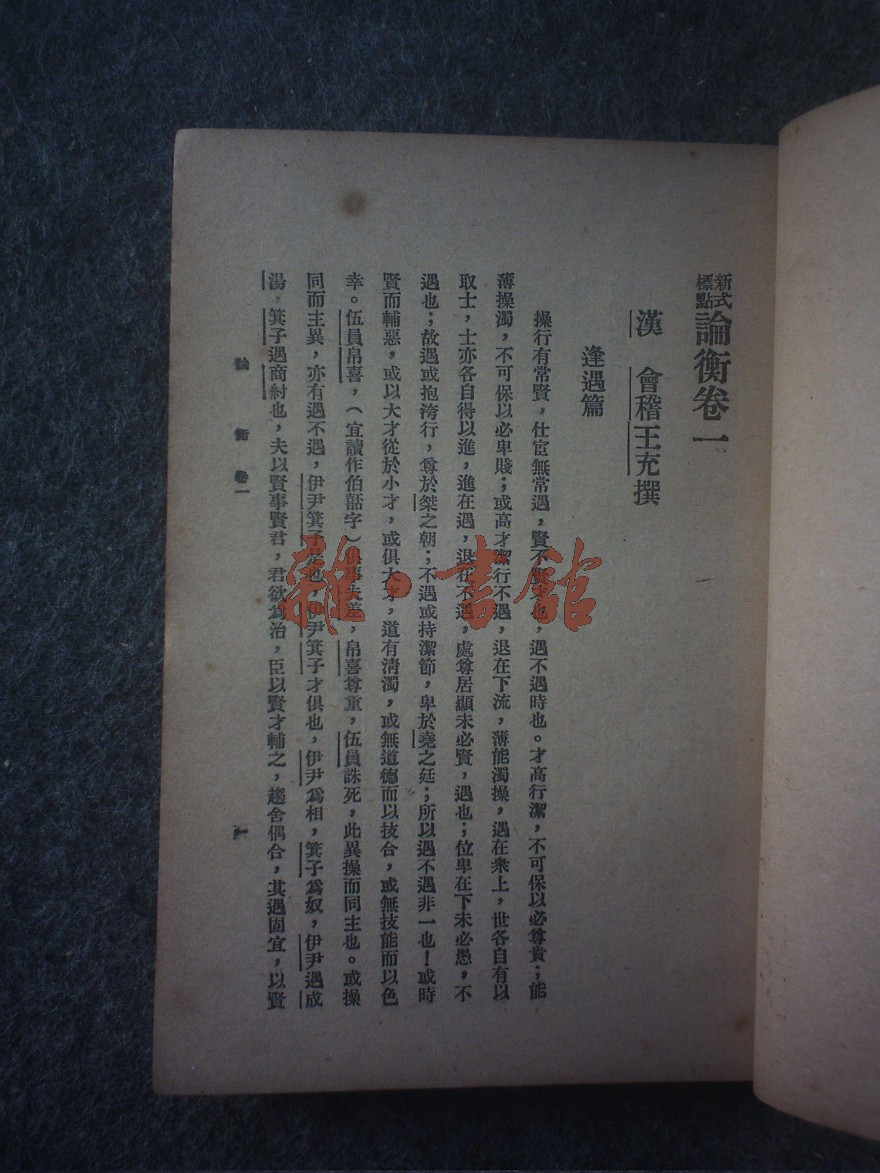 新式標點論衡卷一
漢 會稽王充撰
逢遇篇
操行有常賢，仕宦無常遇，賢不賢才也，遇不遇時也。才高行潔，不可保以必尊貴；能
薄操濁，不可保以必卑賤；或高才潔行不遇，退在下流，薄能濁操，遇在衆上，世各自有以
取士，士亦各自得以進，進在遇，退在不遇，處尊居顯未必賢，遇也；位卑在下未必愚，不
遇也；故遇或抱洿行，尊於桀之朝；不遇或持潔節，卑於堯之廷；所以遇不遇非一也！或時
賢而輔惡，或以大才從於小才，或俱大才，道有淸濁，或無道德而以技合，或無技能而以色
幸。伍員帛喜，（宜讀作伯嚭字）俱事夫差，帛喜尊重，伍員誅死，此異操而同主也。或操
同而主異，亦有遇不遇，伊尹箕子是也，伊尹箕子才俱也，伊尹爲相，箕子爲奴，伊尹遇成
湯，箕子遇商紂也，夫以賢事賢君，君欲爲治，臣以賢才輔之，趨舍偶合，其遇固宜，以賢
論衡 卷一
一
雜·書館